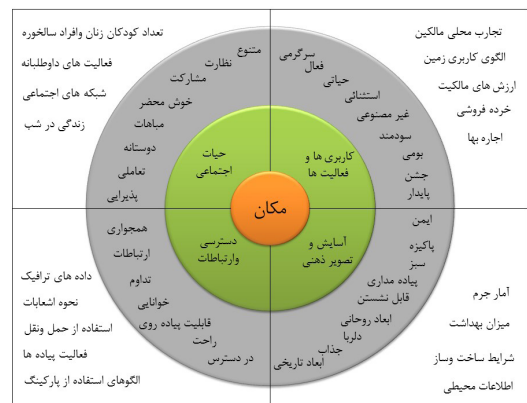 تعداد کودکان زنان وافراد سالخورده
فعالیت های داوطلبانه
شبکه های اجتماعی
زندگی در شب
تجارب محلی مالکین
الگوی کاربری زمین
ارزش های مالکیت
خرده فروشی
اجاره بها
متنوع
نظارت
مشارکت
خوش محضر
مباهات
دوستانه
تعاملی
پذیرایی
سرگرمی
فعال
حیاتی
استثنائی
غیر مصنوعی
سودمند
بومی
جشن
پایدار
حیات
اجتماعی
کاربری ها و
فعالیت ها
مکان
دسترسی
وارتباطات
آسایش و
تصویر ذهنی
همجواری
ارتباطات
تداوم
خوانایی
قابلیت پیاده روی
راحت
در دسترس
ایمن
پاکیزه
سبز
پیاده مداری
قابل نشستن
ابعاد روحانی
دلربا
جذاب
ابعاد تاریخی
داده های ترافیک
نحوه اشعابات
استفاده از حمل ونقل
فعالیت پیاده ها
الگوهای استفاده از پارکینگ
آمار جرم
میزان بهداشت
شرایط ساخت وساز
اطلاعات محیطی